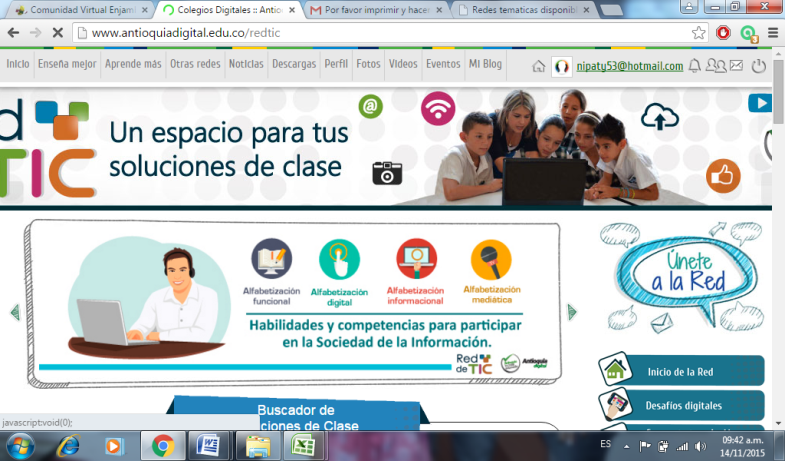 Comunidad Virtual Enjam
Colegios Digitales :: Antio
Por favor imprimir y hacer
Redes tematicas disponibl
www.antioquiadigital.edu.co/redtic
Inicio
Enseña mejor
Aprende más
Otras redes
Noticias
Descargas
Perfil
Fotos
Videos
Eventos
Mi Blog
nipaty53@hotmail.com
d
TIC
Un espacio para tus
soluciones de clase
@
Alfabetización
funcional
Alfabetización
digital
Alfabetización
informacional
Alfabetización
mediática
Habilidades y competencias para participar
en la Sociedad de la Información.
Red
de TIC
Antioquia
digital
Únete
a la Red
Inicio de la Red
Desafíos digitales
Buscador de
ciones de Clase
javascript:void(0);
ES
09:42 a.m.
14/11/2015